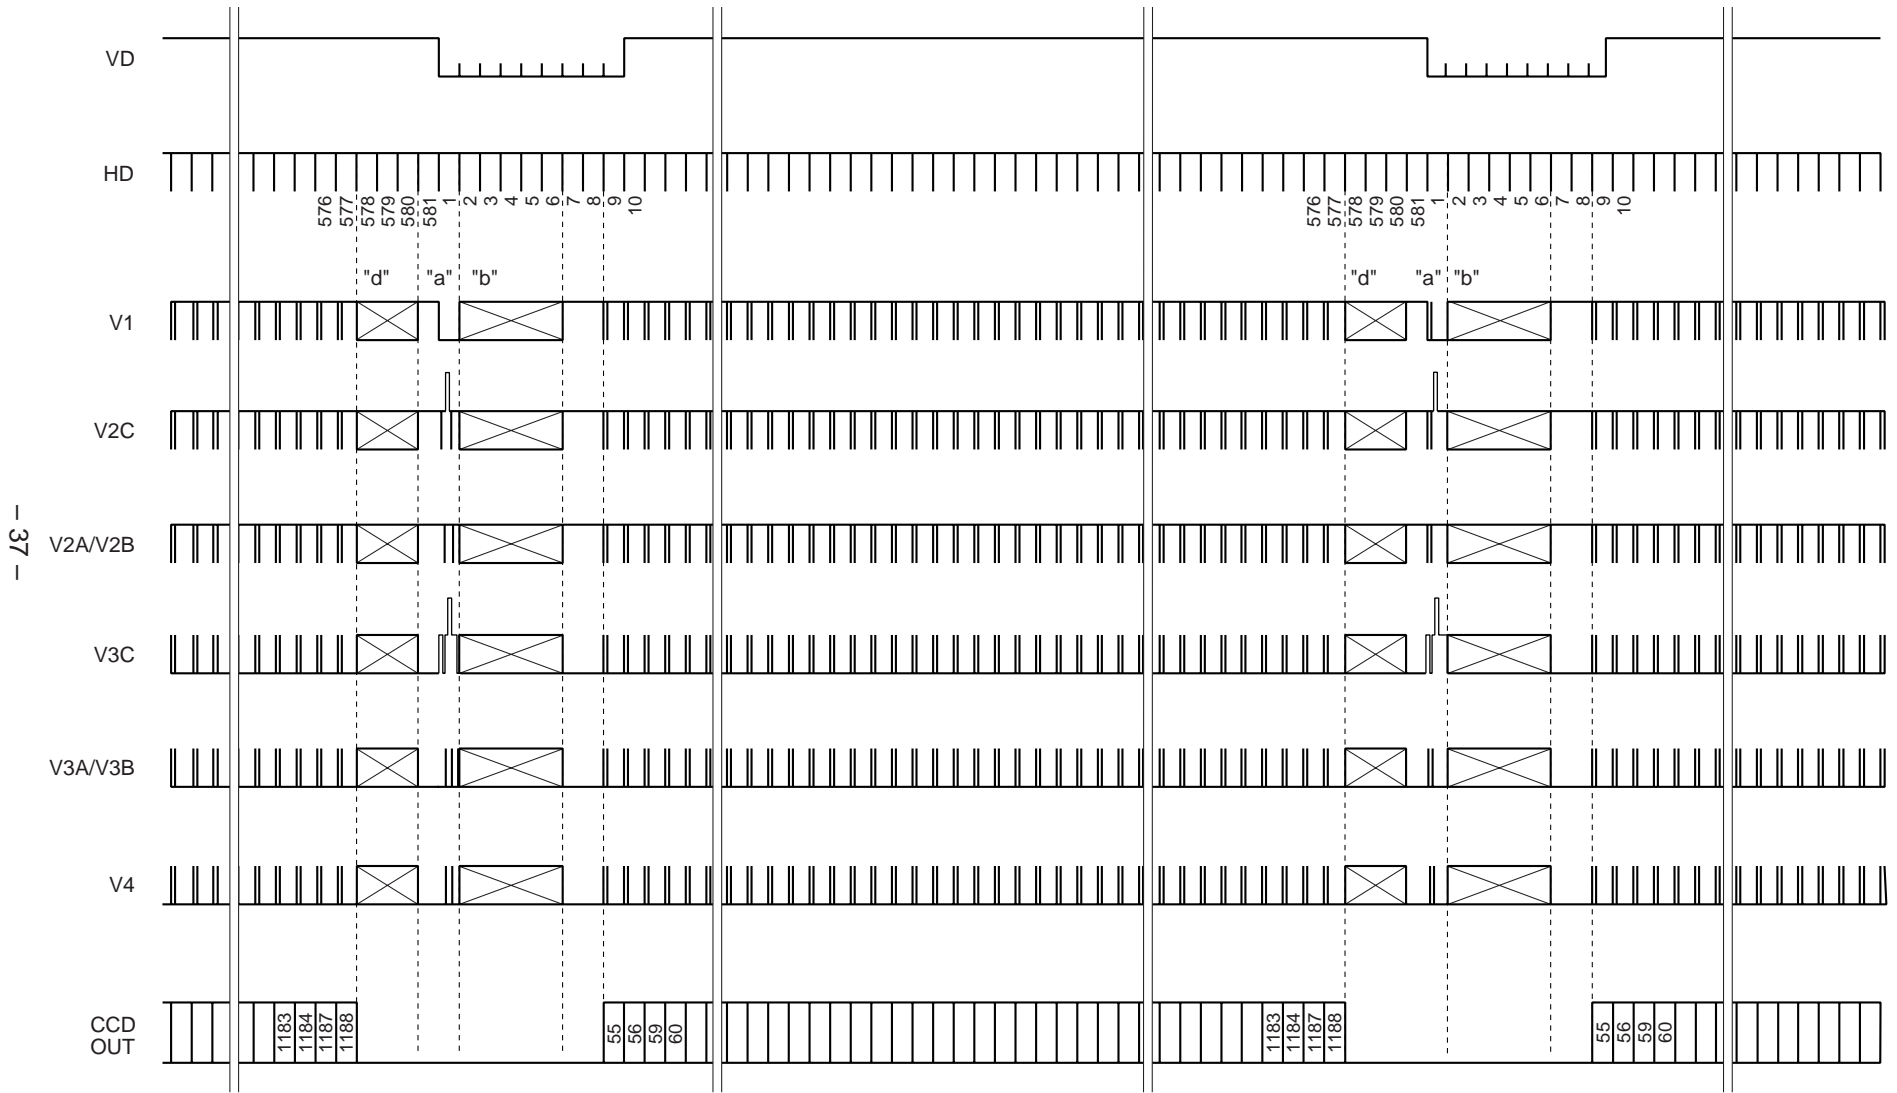 VD
HD
576 577 578 579 580 581 1 2 3 4 5 6 7 8 9 10
576 577 578 579 580 581 1 2 3 4 5 6 7 8 9 10
"d" "a" "b"
"d" "a" "b"
V1
V2C
V2A/V2B
V3C
V3A/V3B
V4
CCD
OUT
1183 1184 1187 1188
55 56 59 60
1183 1184 1187 1188
55 56 59 60
– 37 –